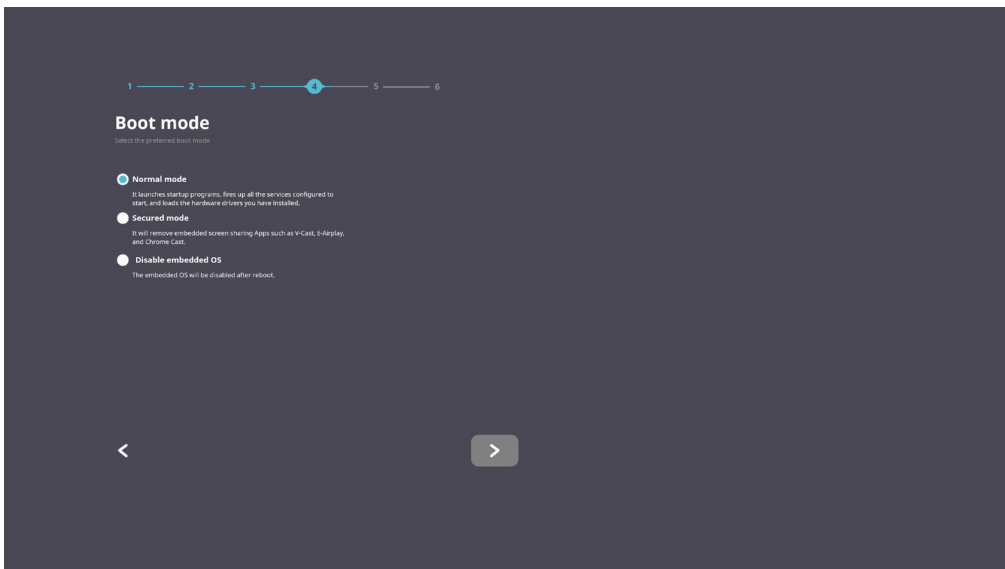 1 2 3 4 5 6
Boot mode
Select the preferred boot mode
Normal mode
It launches startup programs, fires up all the services configured to
start, and loads the hardware drivers you have installed.
Secured mode
It will remove embedded screen sharing Apps such as V-Cast, E-Airplay,
and Chrome Cast.
Disable embedded OS
The embedded OS will be disabled after reboot.